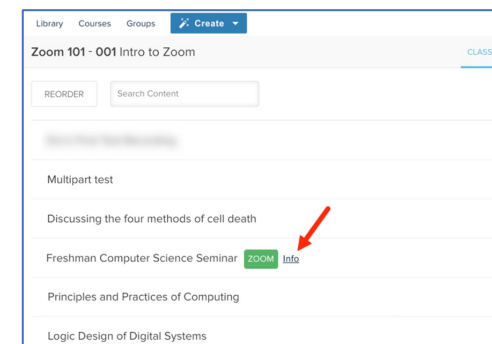 Library Courses Groups Create
Zoom 101 - 001 Intro to Zoom CLASS
REORDER Search Content
Multipart test
Discussing the four methods of cell death
Freshman Computer Science Seminar ZOOM Info
Principles and Practices of Computing
Logic Design of Digital Systems